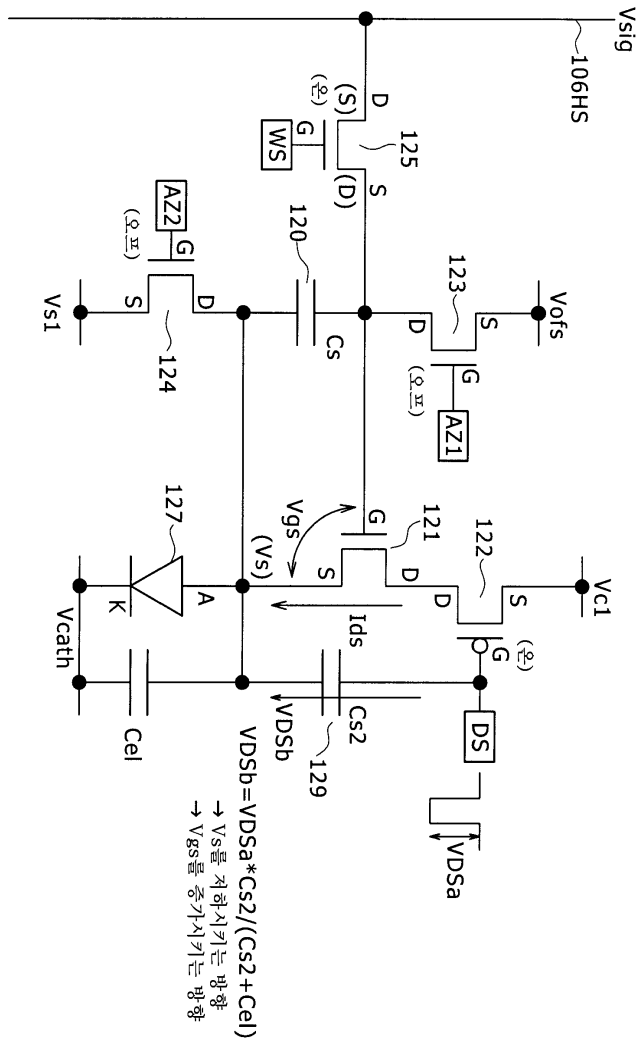 Vsig
106HS
Vc1
Vofs
(온)
S
122
G
DS
VDSa
D
S
123
G
AZ1
(오프)
D
D
121
G
S
Vgs
Ids
D
125
S
(S)
(D)
G
(온)
WS
120
Cs
Cs2
129
VDSb
(Vs)
VDSb=VDSa*Cs2/(Cs2+Cel)
→ Vs를 저하시키는 방향
→ Vgs를 증가시키는 방향
AZ2
G
(오프)
D
S
124
127
A
K
Cel
Vs1
Vcath